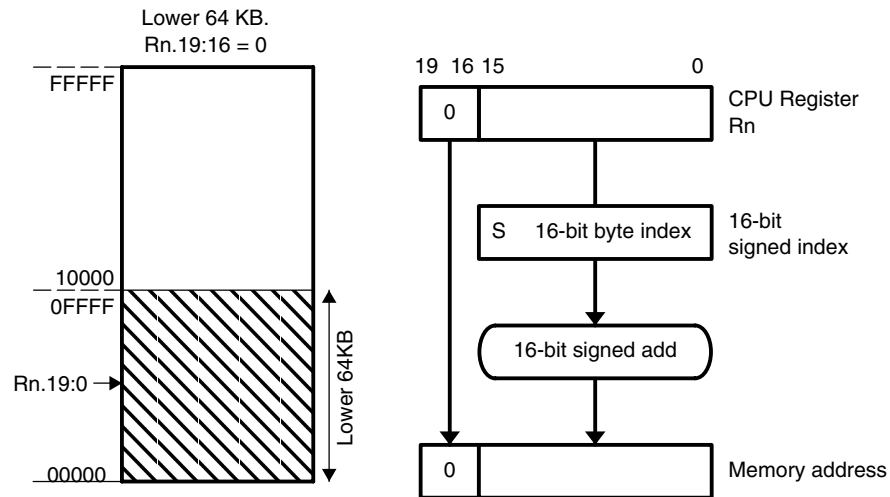 Lower 64 KB.
Rn.19:16 = 0
FFFFF
10000
0FFFF
Rn.19:0
00000
Lower 64KB
19 16 15 0
0
CPU Register
Rn
S 16-bit byte index
16-bit
signed index
16-bit signed add
0
Memory address